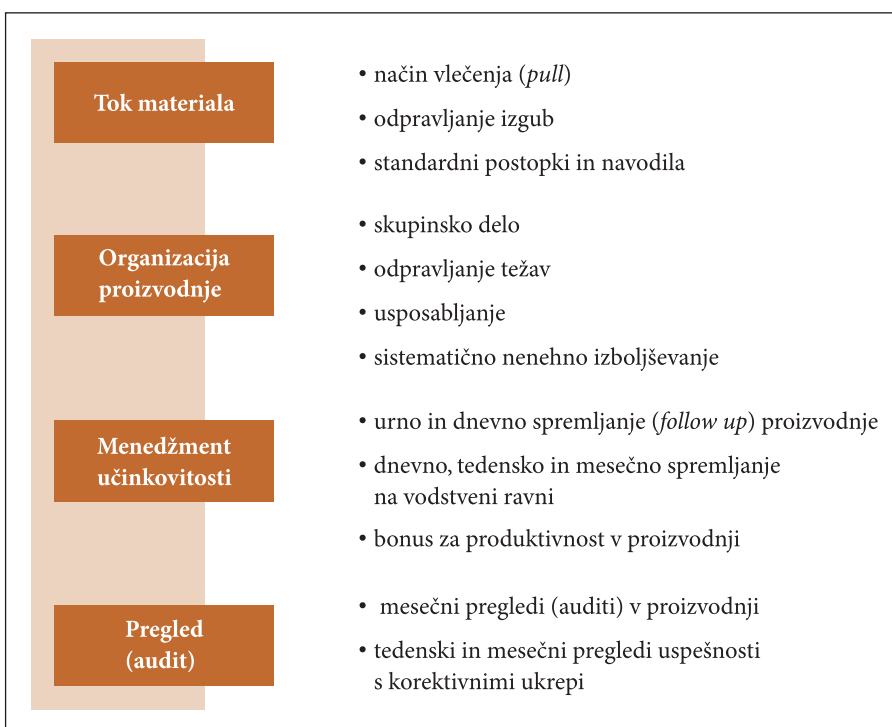 Tok materiala
• način vlečenja (pull)
• odpravljanje izgub
• standardni postopki in navodila
Organizacija
proizvodnje
• skupinsko delo
• odpravljanje težav
• usposabljanje
• sistematično nenehno izboljševanje
Menedžment
učinkovitosti
• urno in dnevno spremljanje (follow up) proizvodnje
• dnevno, tedensko in mesečno spremljanje
na vodstveni ravni
• bonus za produktivnost v proizvodnji
Pregled
(audit)
• mesečni pregledi (auditi) v proizvodnji
• tedenski in mesečni pregledi uspešnosti
s korektivnimi ukrepi